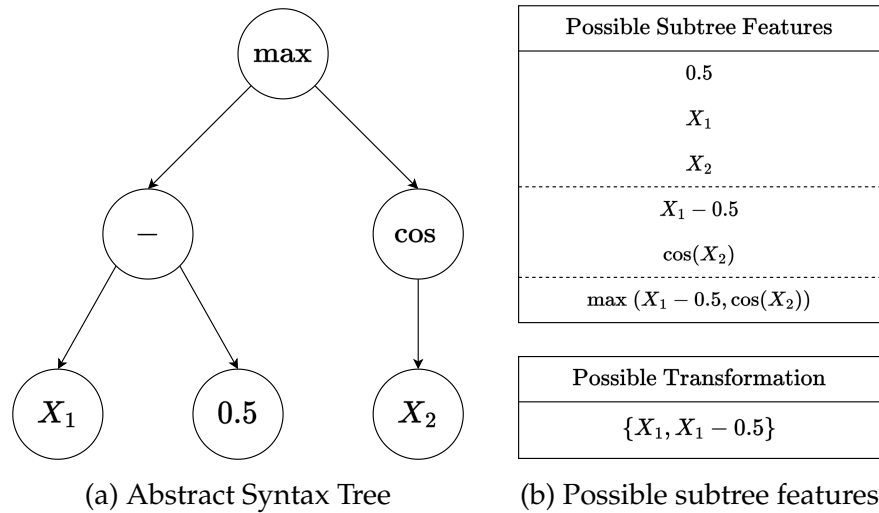 max
−
cos
X₁
0.5
X₂
(a) Abstract Syntax Tree
Possible Subtree Features
0.5
X₁
X₂
X₁ − 0.5
cos(X₂)
max (X₁ − 0.5, cos(X₂))
Possible Transformation
{X₁, X₁ − 0.5}
(b) Possible subtree features